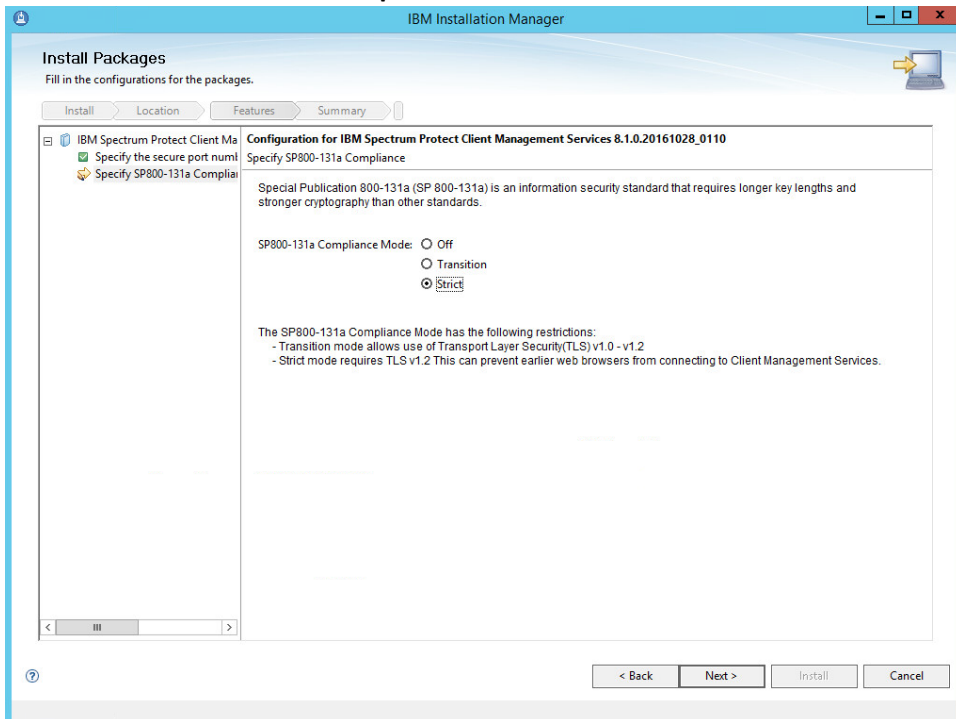 IBM Installation Manager
Install Packages
Fill in the configurations for the packages.
Install Location Features Summary
IBM Spectrum Protect Client Ma
Specify the secure port numb
Specify SP800-131a Complian
Configuration for IBM Spectrum Protect Client Management Services 8.1.0.20161028_0110
Specify SP800-131a Compliance
Special Publication 800-131a (SP 800-131a) is an information security standard that requires longer key lengths and
stronger cryptography than other standards.
SP800-131a Compliance Mode: Off
Transition
Strict
The SP800-131a Compliance Mode has the following restrictions:
- Transition mode allows use of Transport Layer Security(TLS) v1.0 - v1.2
- Strict mode requires TLS v1.2 This can prevent earlier web browsers from connecting to Client Management Services.
< Back Next > Install Cancel